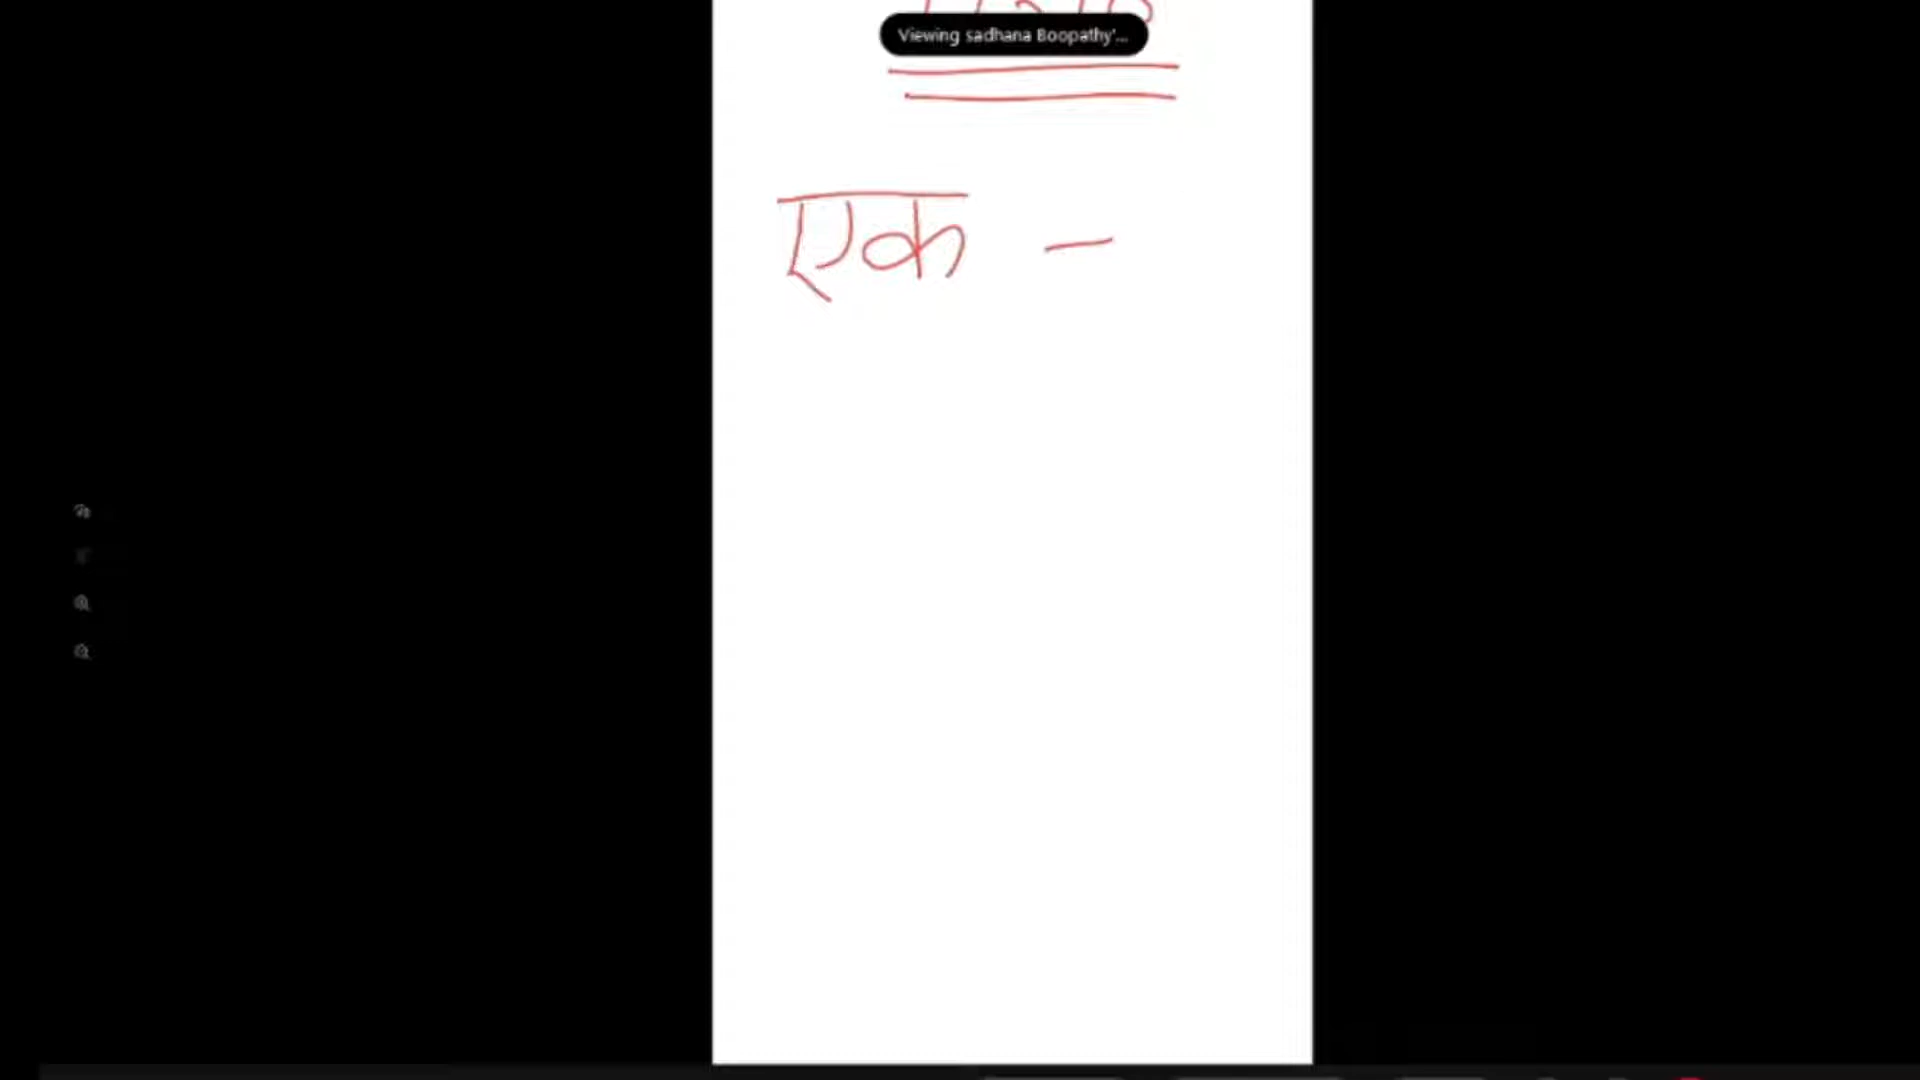 Viewing sadhana Boopathy'...
एक –